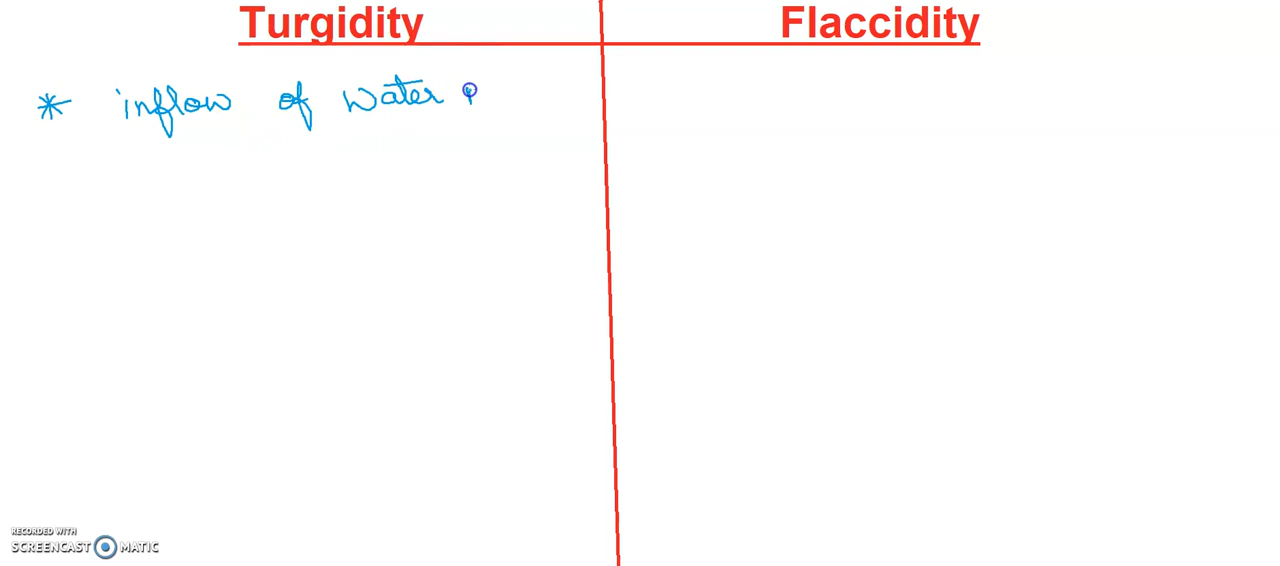 Turgidity Flaccidity
* inflow of water
RECORDED WITH
SCREENCAST MATIC